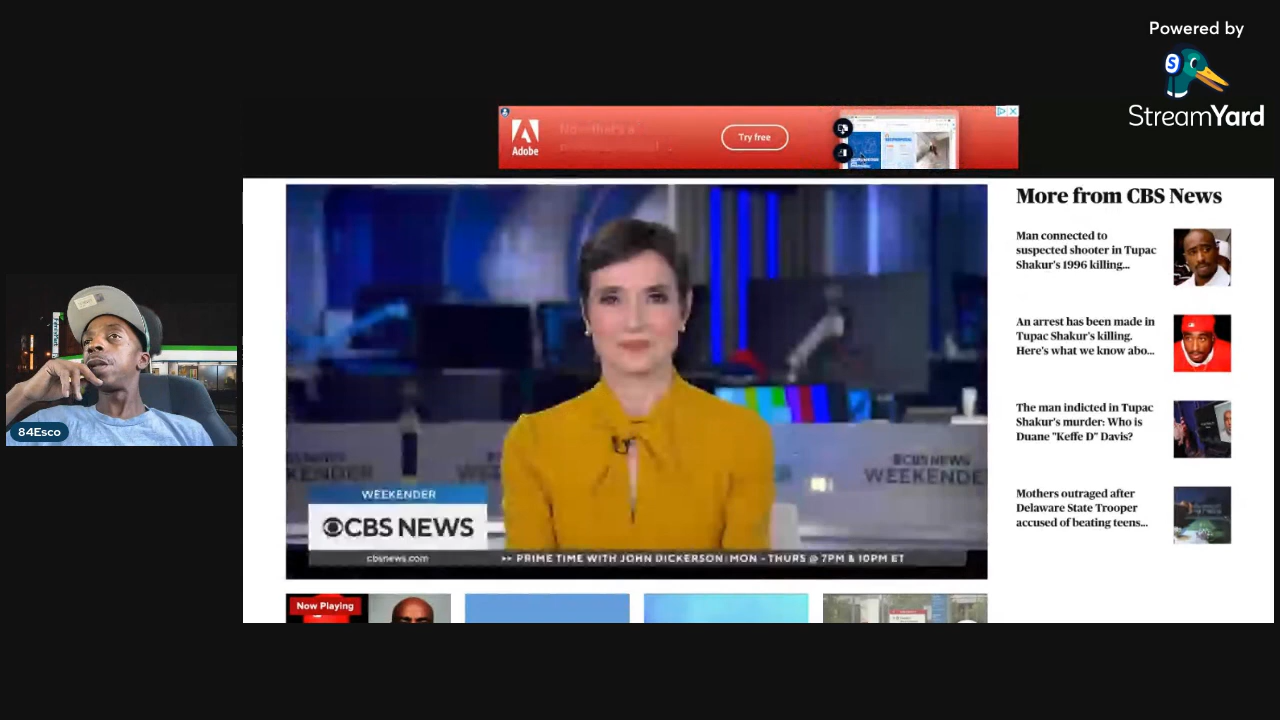 Powered by
StreamYard
Adobe
Now that's a
Try free
More from CBS News
Man connected to
suspected shooter in Tupac
Shakur's 1996 killing...
An arrest has been made in
Tupac Shakur's killing.
Here's what we know abo...
The man indicted in Tupac
Shakur's murder: Who is
Duane "Keffe D" Davis?
Mothers outraged after
Delaware State Trooper
accused of beating teens...
84Esco
CBS NEWS
WEEKENDER
WEEKENDER
CBS NEWS
cbsnews.com
>> PRIME TIME WITH JOHN DICKERSON MON - THURS @ 7PM & 10PM ET
Now Playing